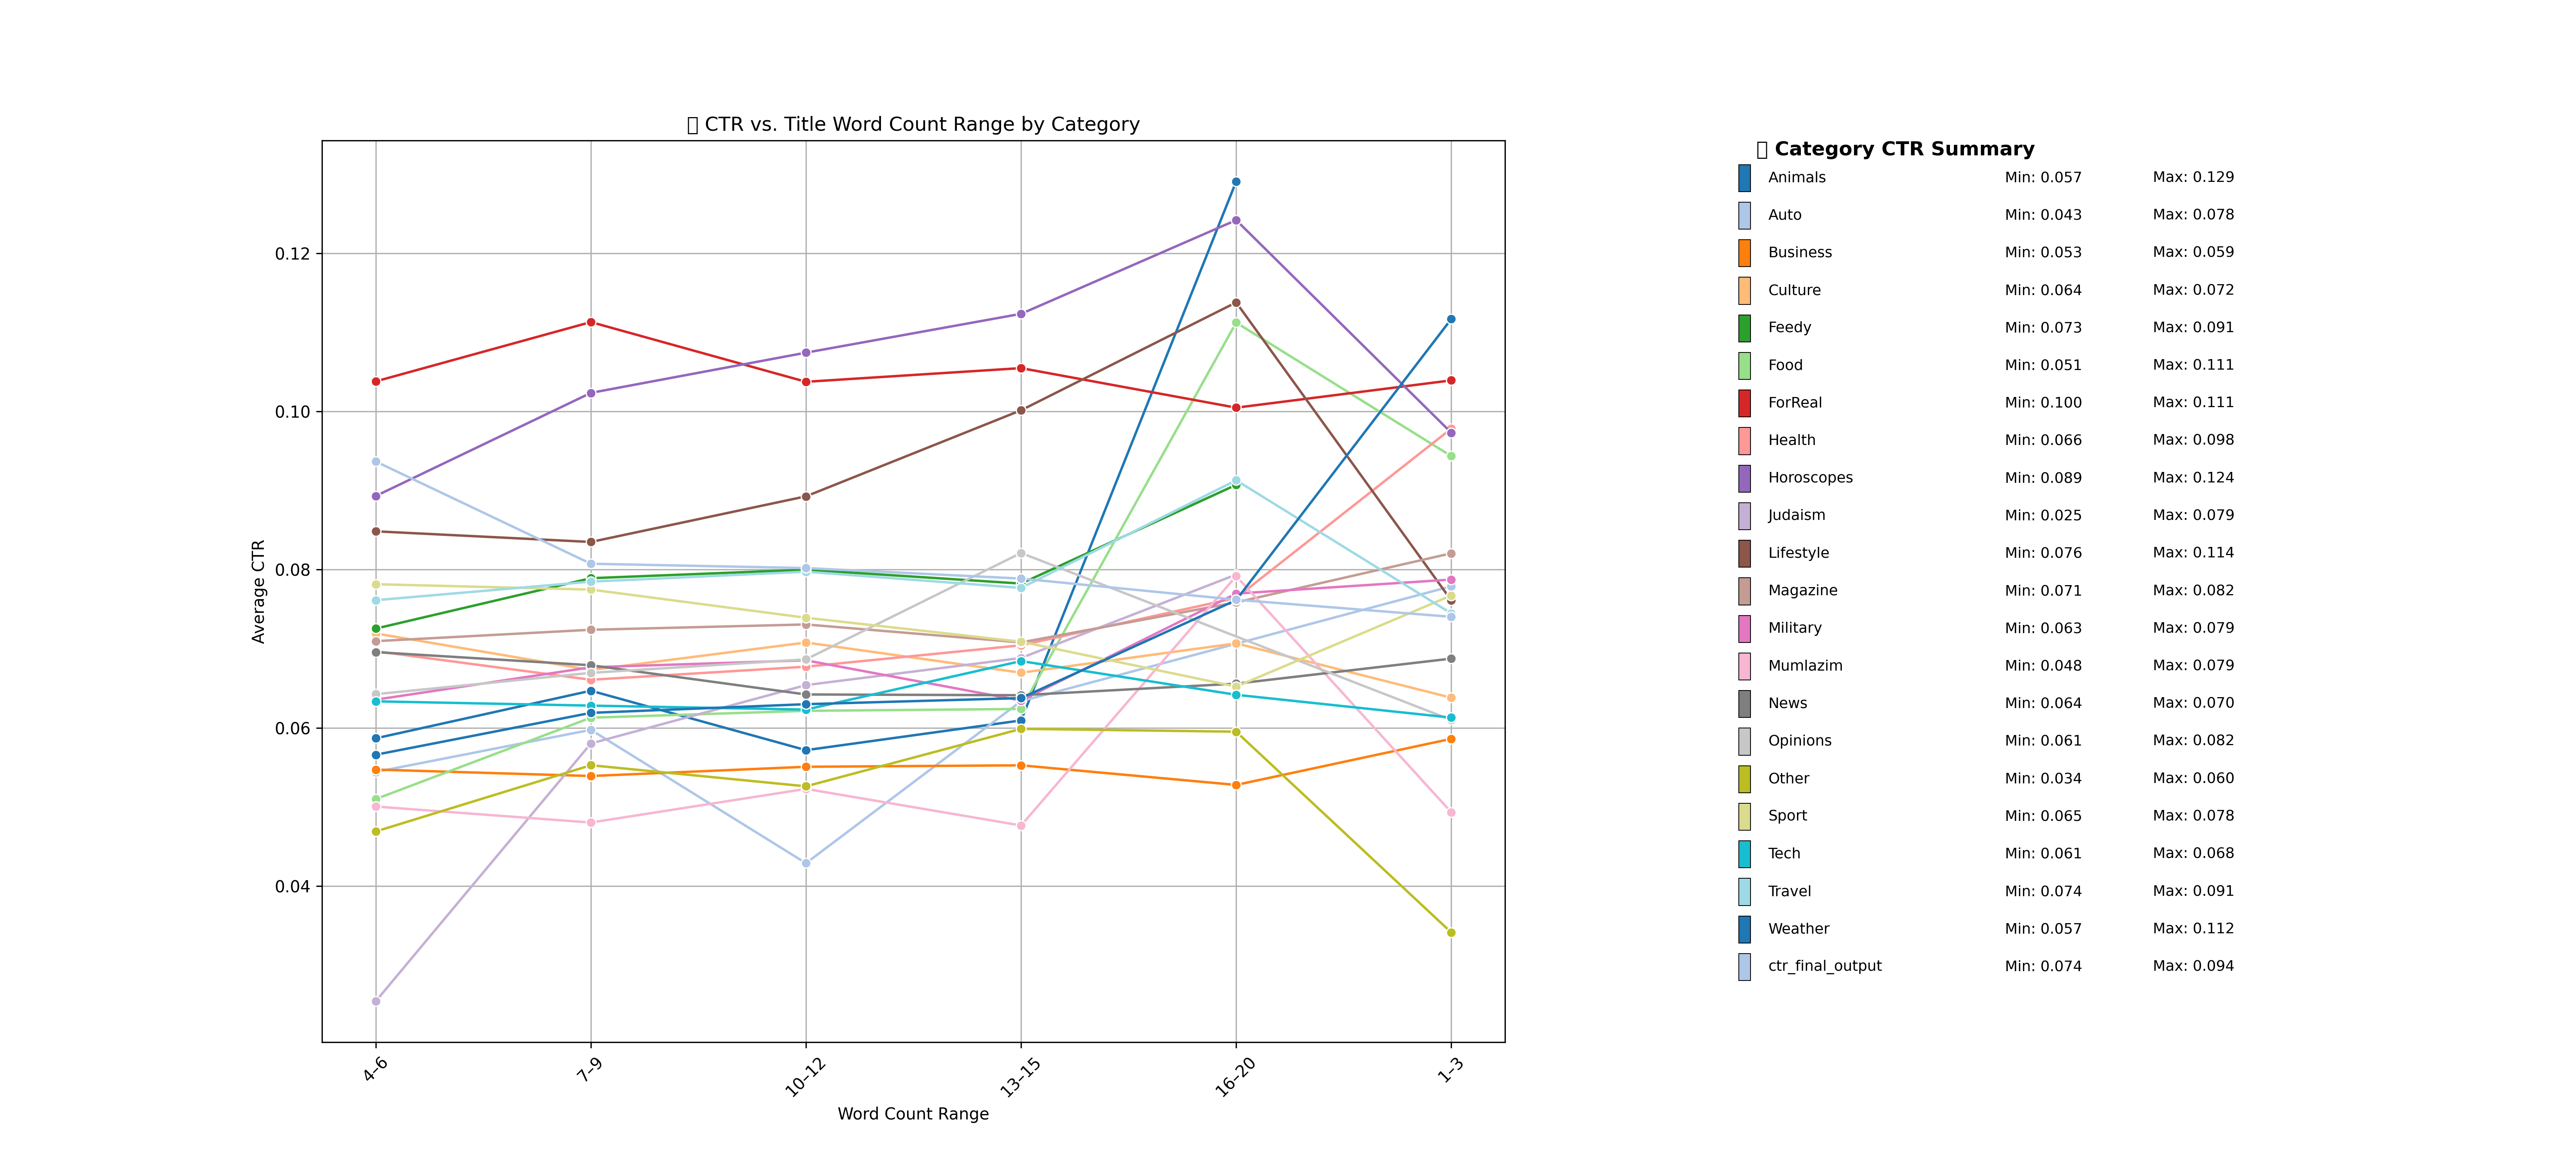 CTR vs. Title Word Count Range by Category
Average CTR
0.12
0.10
0.08
0.06
0.04
4–6
7–9
10–12
13–15
16–20
1–3
Word Count Range
Category CTR Summary
Animals Min: 0.057 Max: 0.129
Auto Min: 0.043 Max: 0.078
Business Min: 0.053 Max: 0.059
Culture Min: 0.064 Max: 0.072
Feedy Min: 0.073 Max: 0.091
Food Min: 0.051 Max: 0.111
ForReal Min: 0.100 Max: 0.111
Health Min: 0.066 Max: 0.098
Horoscopes Min: 0.089 Max: 0.124
Judaism Min: 0.025 Max: 0.079
Lifestyle Min: 0.076 Max: 0.114
Magazine Min: 0.071 Max: 0.082
Military Min: 0.063 Max: 0.079
Mumlazim Min: 0.048 Max: 0.079
News Min: 0.064 Max: 0.070
Opinions Min: 0.061 Max: 0.082
Other Min: 0.034 Max: 0.060
Sport Min: 0.065 Max: 0.078
Tech Min: 0.061 Max: 0.068
Travel Min: 0.074 Max: 0.091
Weather Min: 0.057 Max: 0.112
ctr_final_output Min: 0.074 Max: 0.094